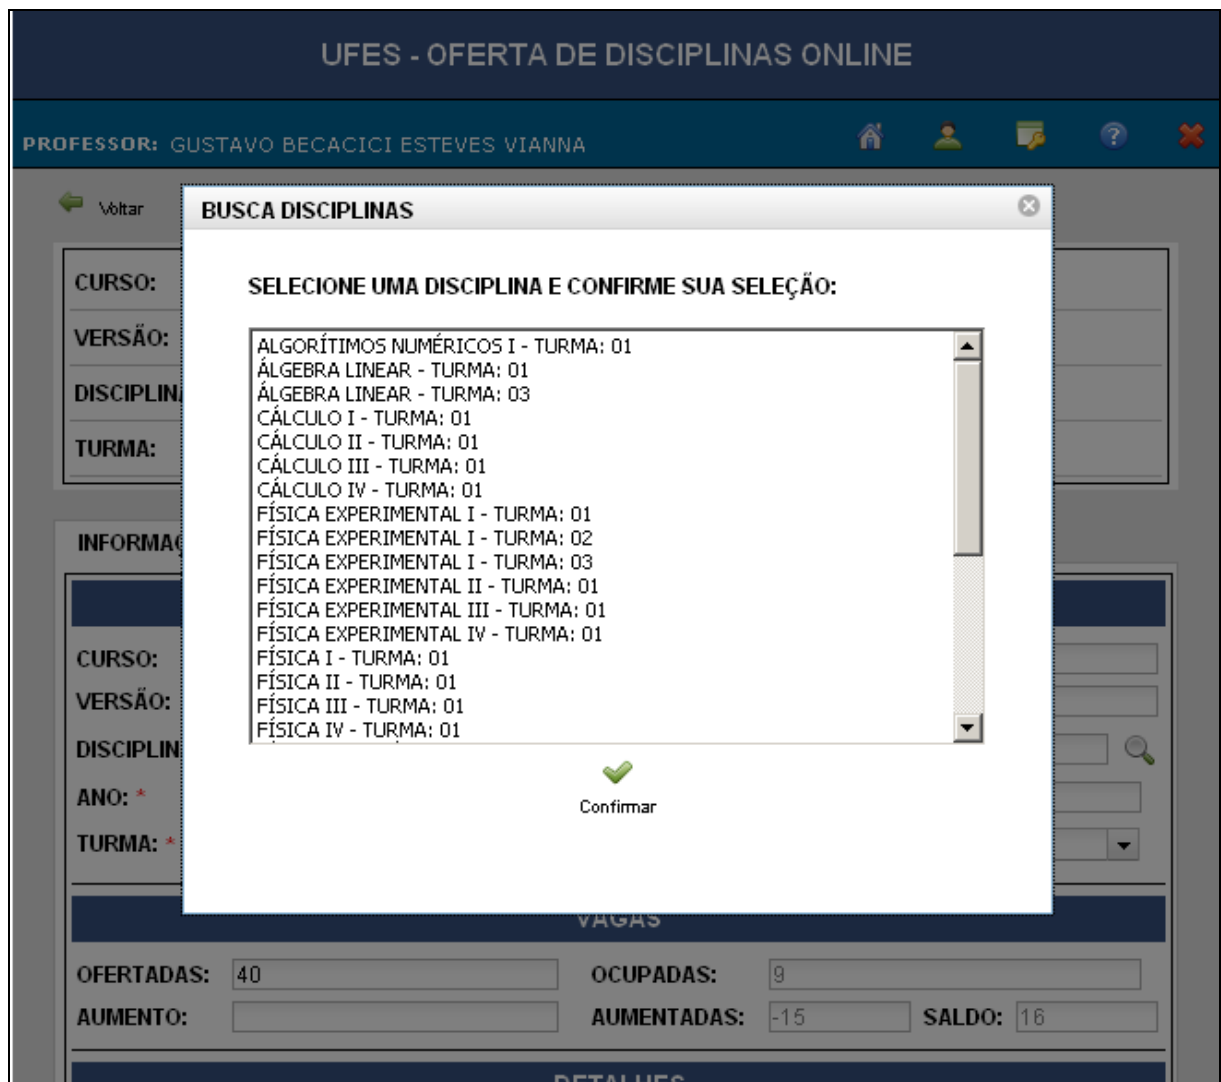 UFES - OFERTA DE DISCIPLINAS ONLINE
PROFESSOR: GUSTAVO BECACICI ESTEVES VIANNA
Voltar
BUSCA DISCIPLINAS
CURSO:
SELECIONE UMA DISCIPLINA E CONFIRME SUA SELEÇÃO:
VERSÃO:
DISCIPLINA
TURMA:
ALGORÍTIMOS NUMÉRICOS I - TURMA: 01
ÁLGEBRA LINEAR - TURMA: 01
ÁLGEBRA LINEAR - TURMA: 03
CÁLCULO I - TURMA: 01
CÁLCULO II - TURMA: 01
CÁLCULO III - TURMA: 01
CÁLCULO IV - TURMA: 01
FÍSICA EXPERIMENTAL I - TURMA: 01
FÍSICA EXPERIMENTAL I - TURMA: 02
FÍSICA EXPERIMENTAL I - TURMA: 03
FÍSICA EXPERIMENTAL II - TURMA: 01
FÍSICA EXPERIMENTAL III - TURMA: 01
FÍSICA EXPERIMENTAL IV - TURMA: 01
FÍSICA I - TURMA: 01
FÍSICA II - TURMA: 01
FÍSICA III - TURMA: 01
FÍSICA IV - TURMA: 01
Confirmar
INFORMAÇ
CURSO:
VERSÃO:
DISCIPLIN
ANO: *
TURMA: *
VAGAS
OFERTADAS: 40 OCUPADAS: 9
AUMENTO: AUMENTADAS: -15 SALDO: 16
DETALHES